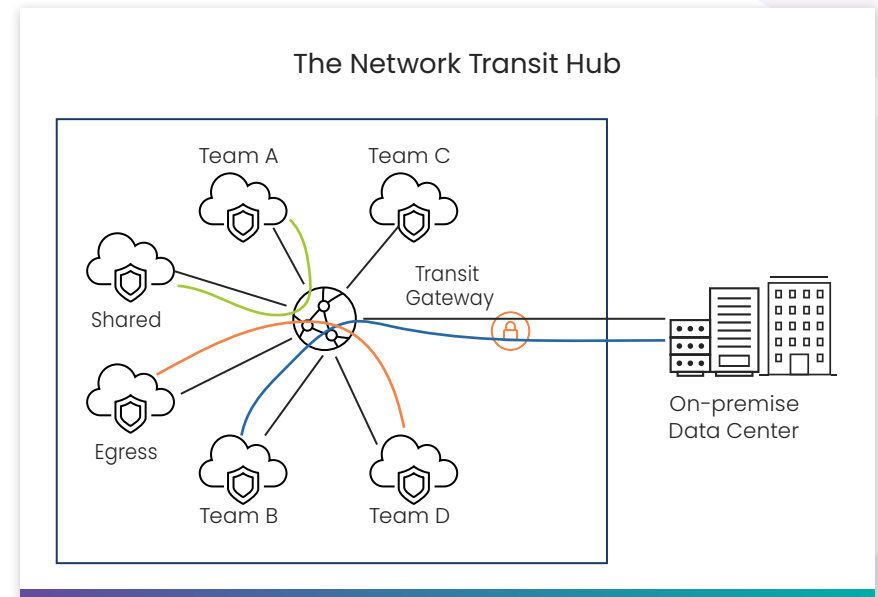 The Network Transit Hub
Team A
Team C
Transit
Gateway
Shared
On-premise
Data Center
Egress
Team B
Team D